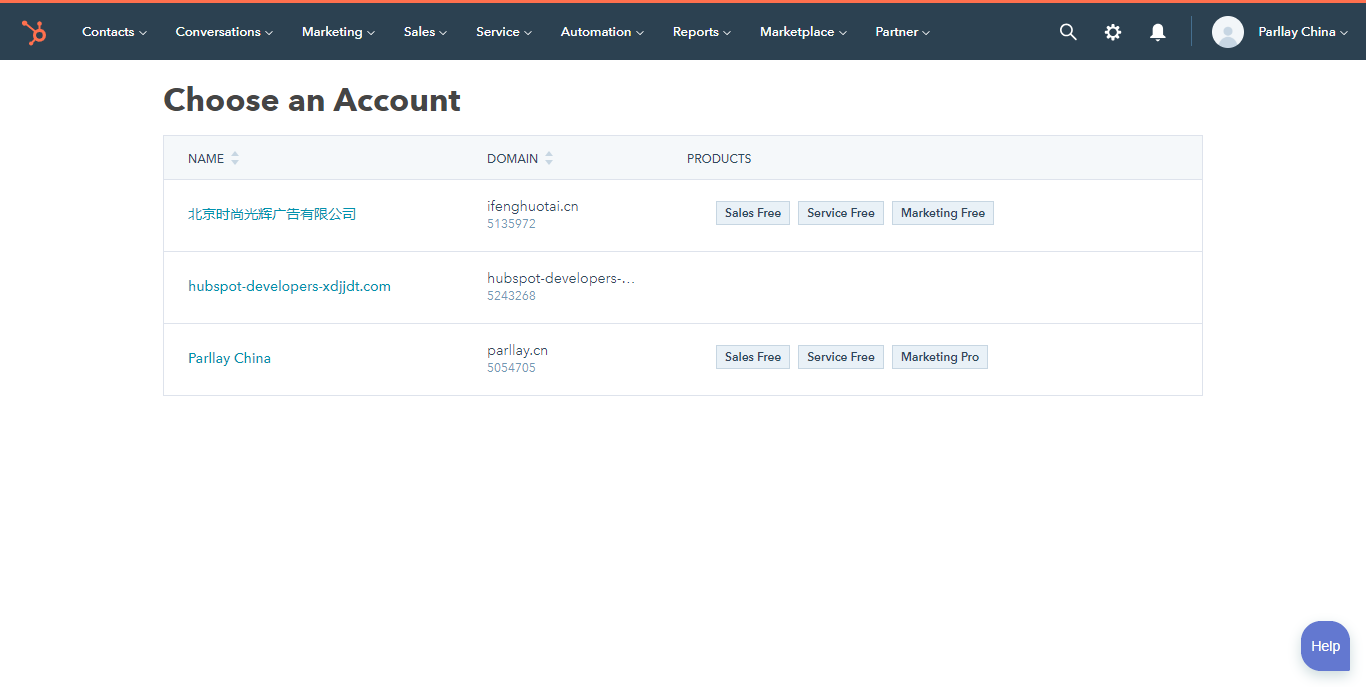 Contacts Conversations Marketing Sales Service Automation Reports Marketplace Partner Parllay China
Choose an Account
NAME DOMAIN PRODUCTS
北京时尚光辉广告有限公司 ifenghuotai.cn Sales Free Service Free Marketing Free
5135972
hubspot-developers-xdjjdt.com hubspot-developers-...
5243268
Parllay China parllay.cn Sales Free Service Free Marketing Pro
5054705
Help